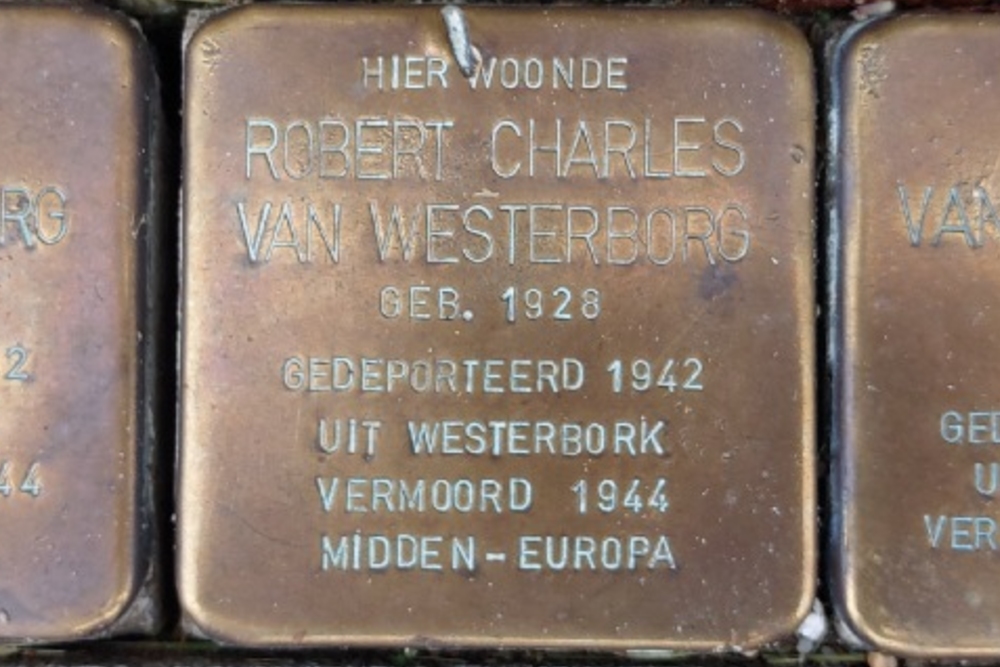 HIER WOONDE
ROBERT CHARLES
VAN WESTERBORG
GEB. 1928
GEDEPORTEERD 1942
UIT WESTERBORK
VERMOORD 1944
MIDDEN-EUROPA